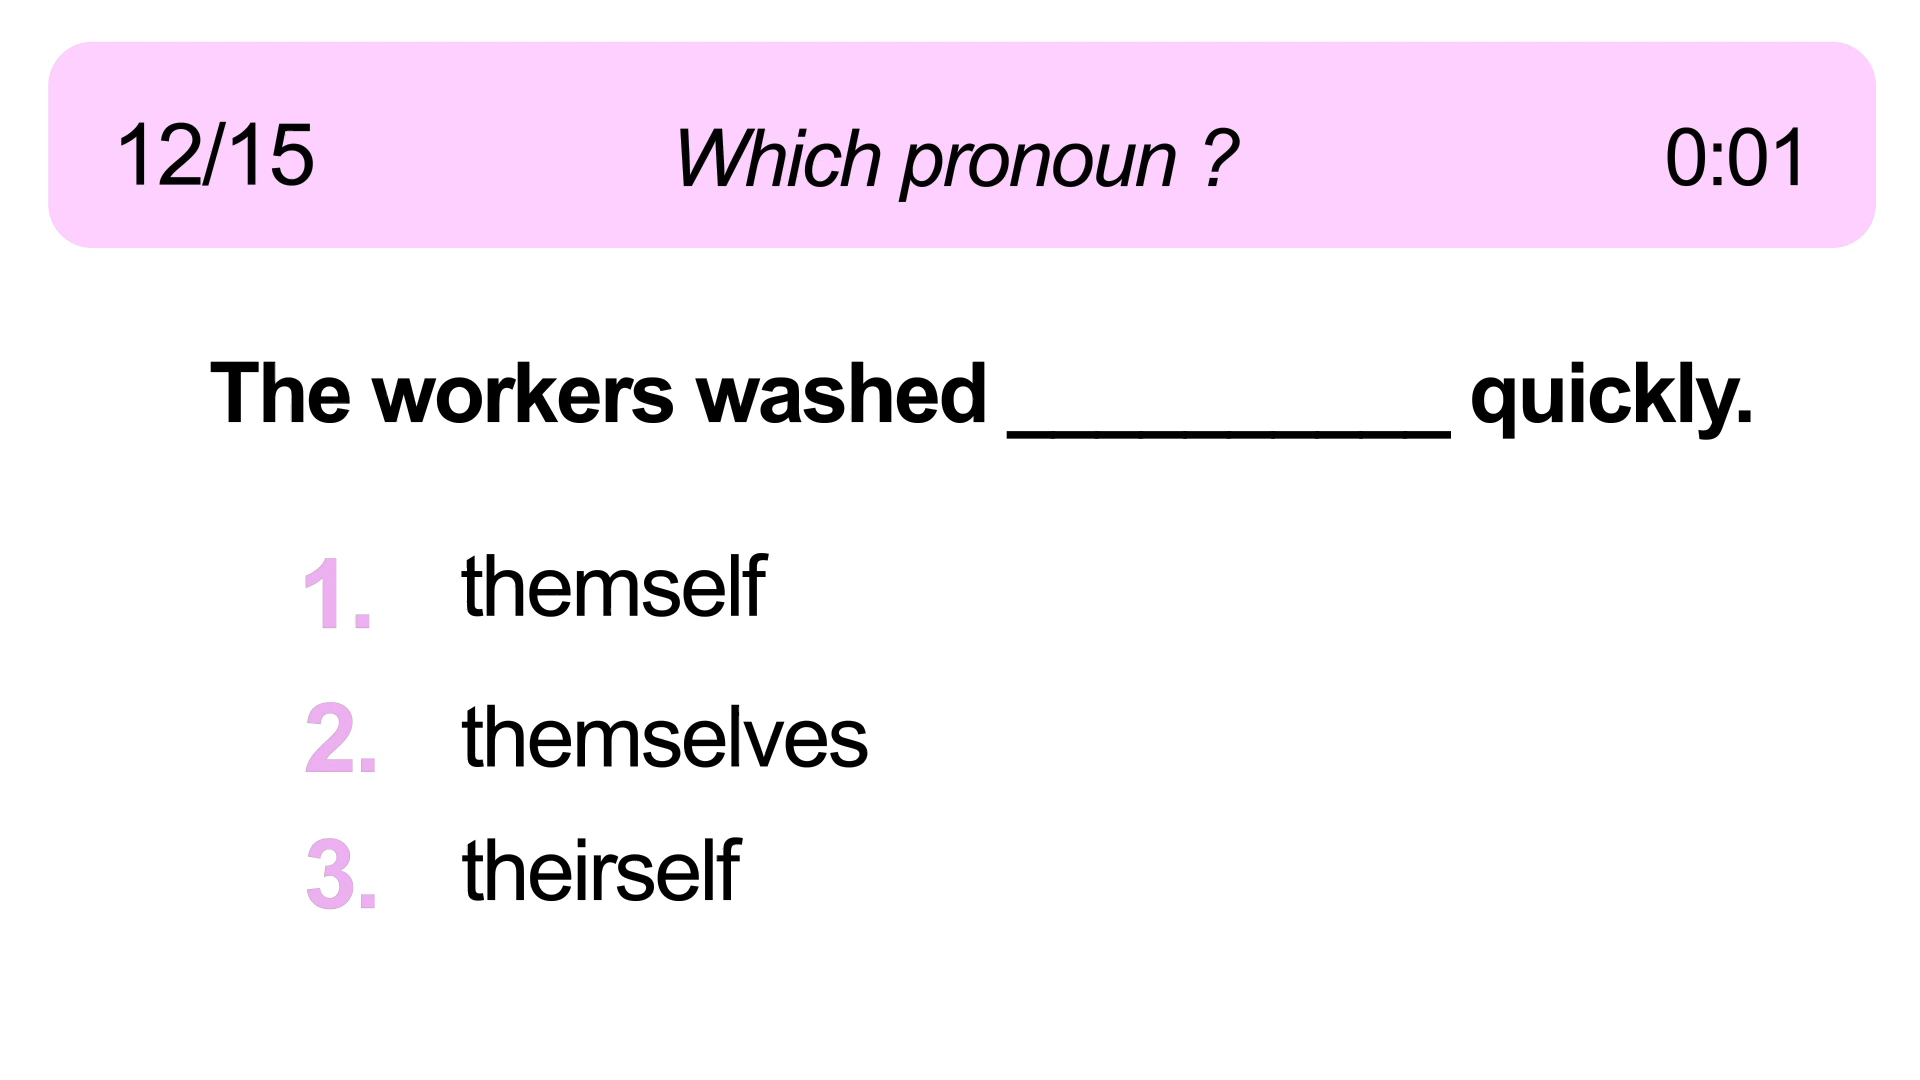 12/15 Which pronoun ? 0:01
The workers washed __________ quickly.
1. themself
2. themselves
3. theirself